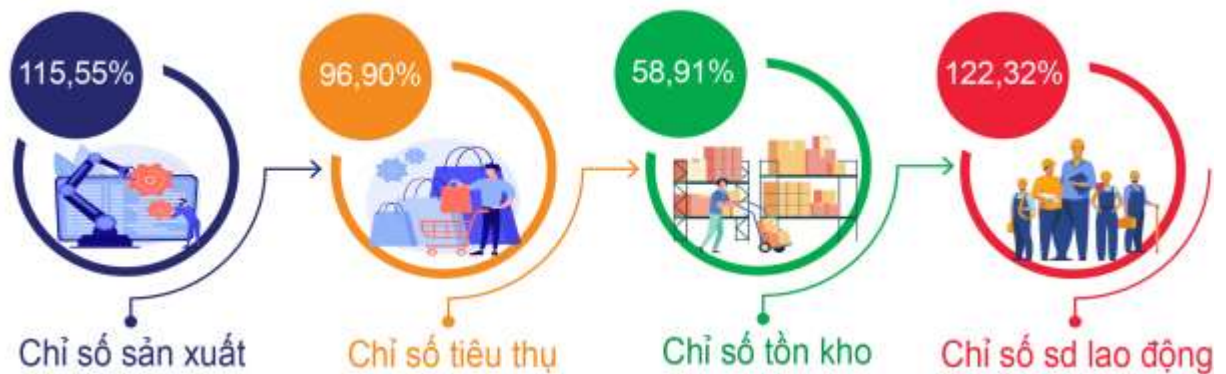 115,55%
96,90%
58,91%
122,32%
Chỉ số sản xuất
Chỉ số tiêu thụ
Chỉ số tồn kho
Chỉ số sd lao động